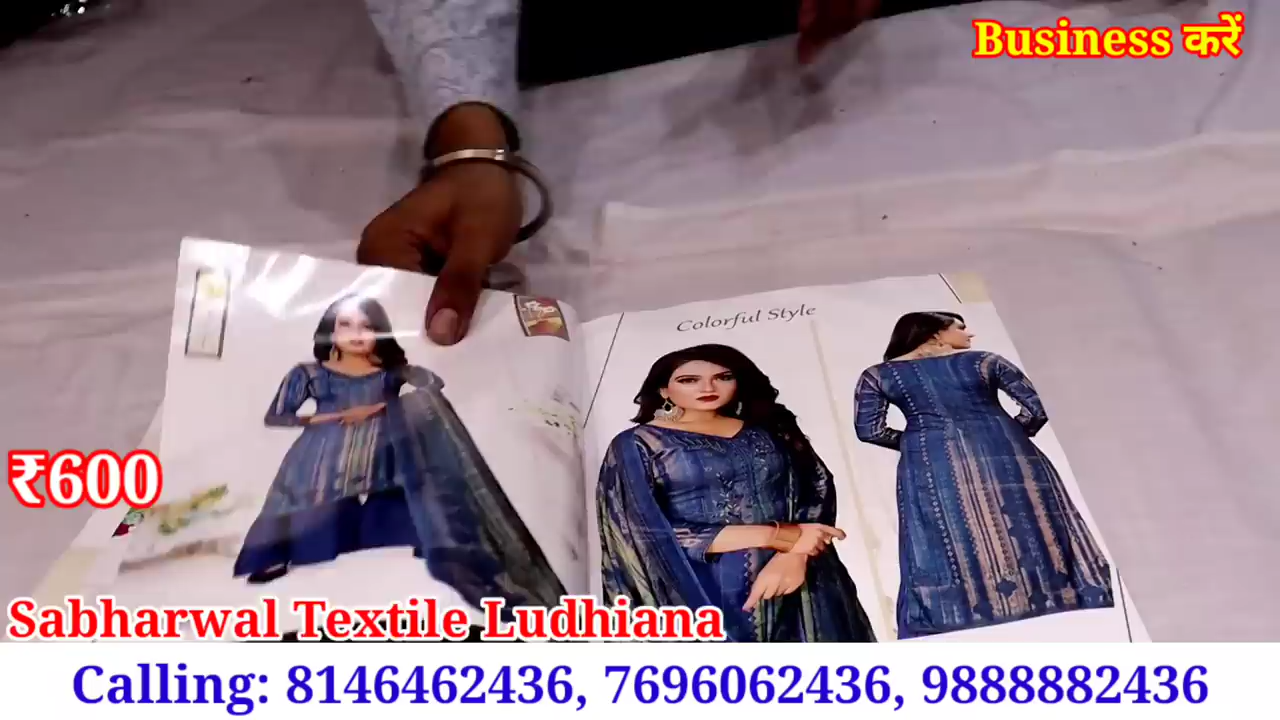 Business करें
Colorful Style
₹600
Sabharwal Textile Ludhiana
Calling: 8146462436, 7696062436, 9888882436